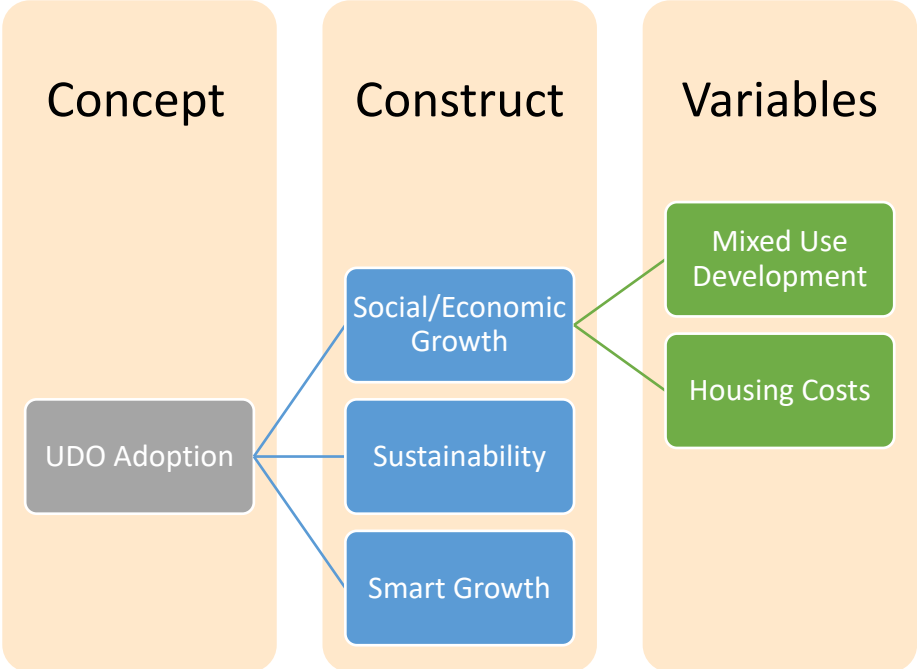 Concept
Construct
Variables
UDO Adoption
Social/Economic
Growth
Sustainability
Smart Growth
Mixed Use
Development
Housing Costs